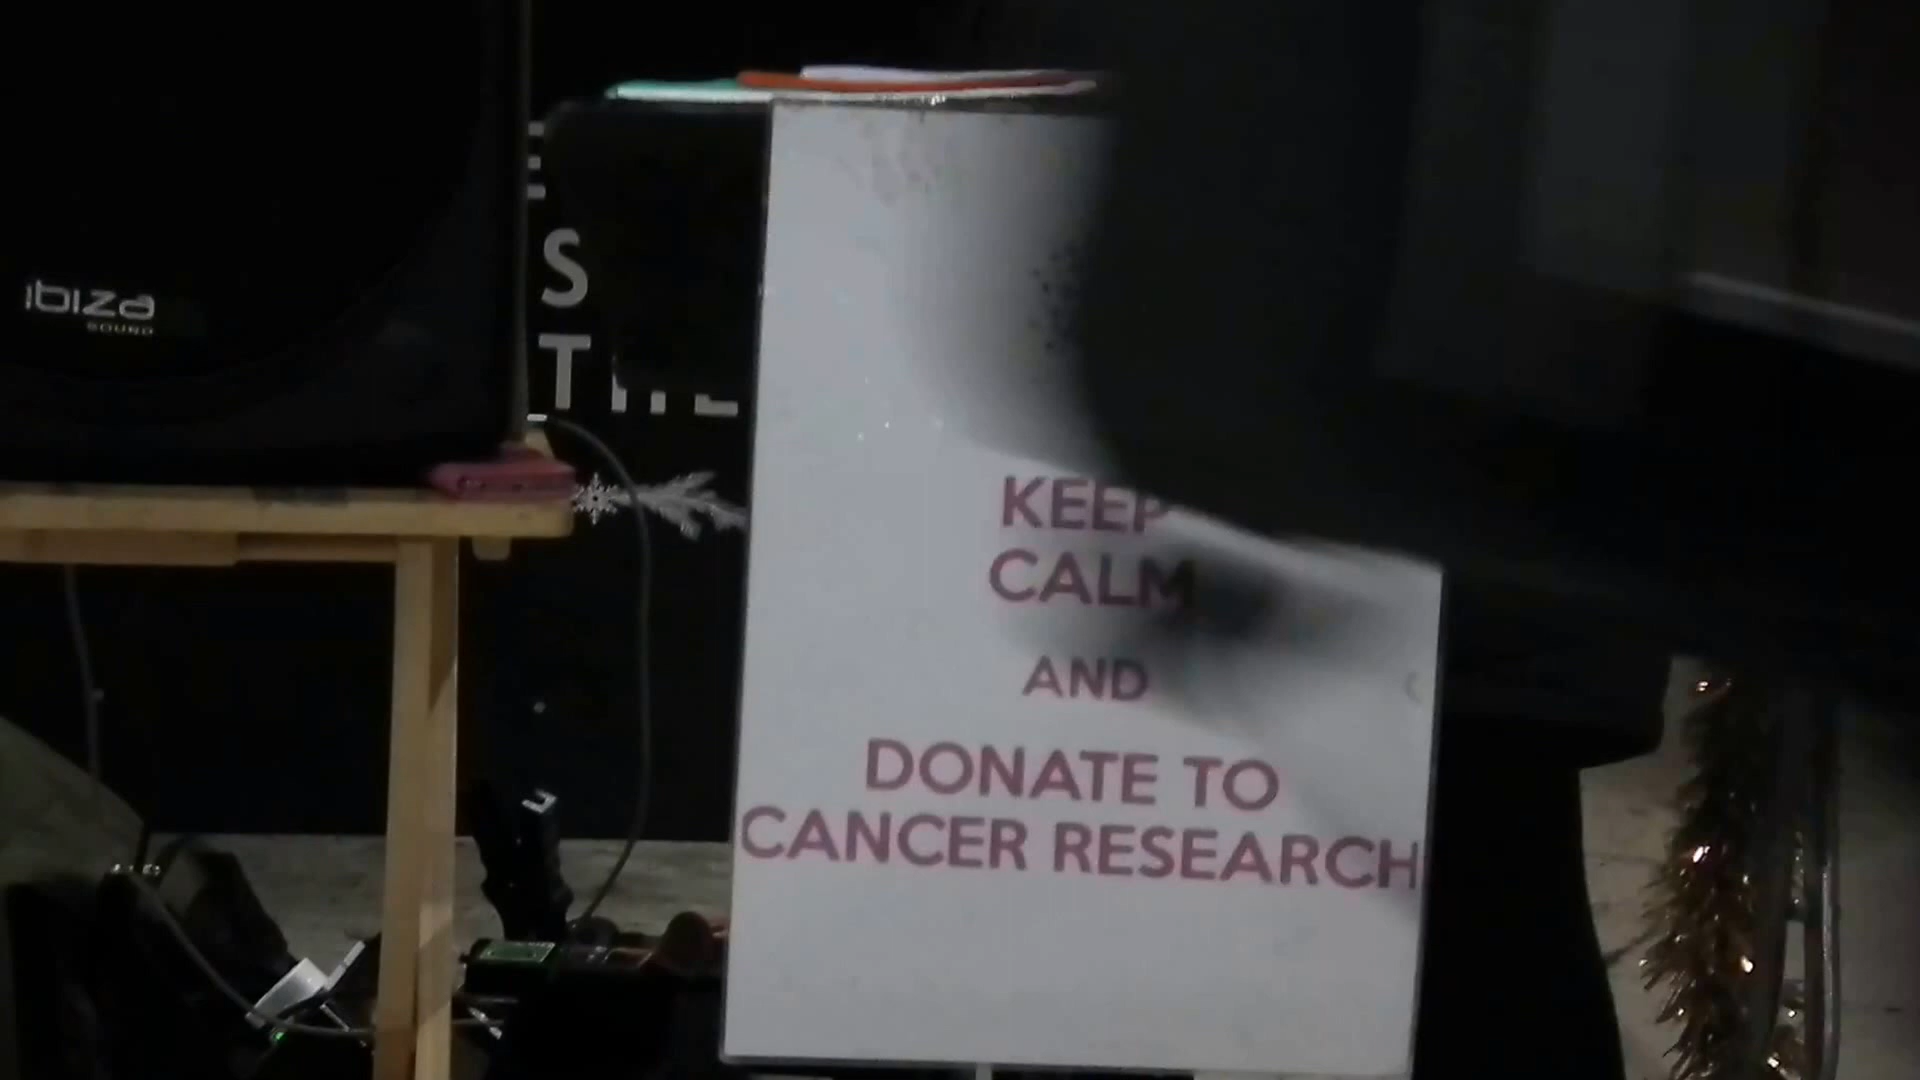 ibiza
SOUND
E
S
T
KEEP
CALM
AND
DONATE TO
CANCER RESEARCH